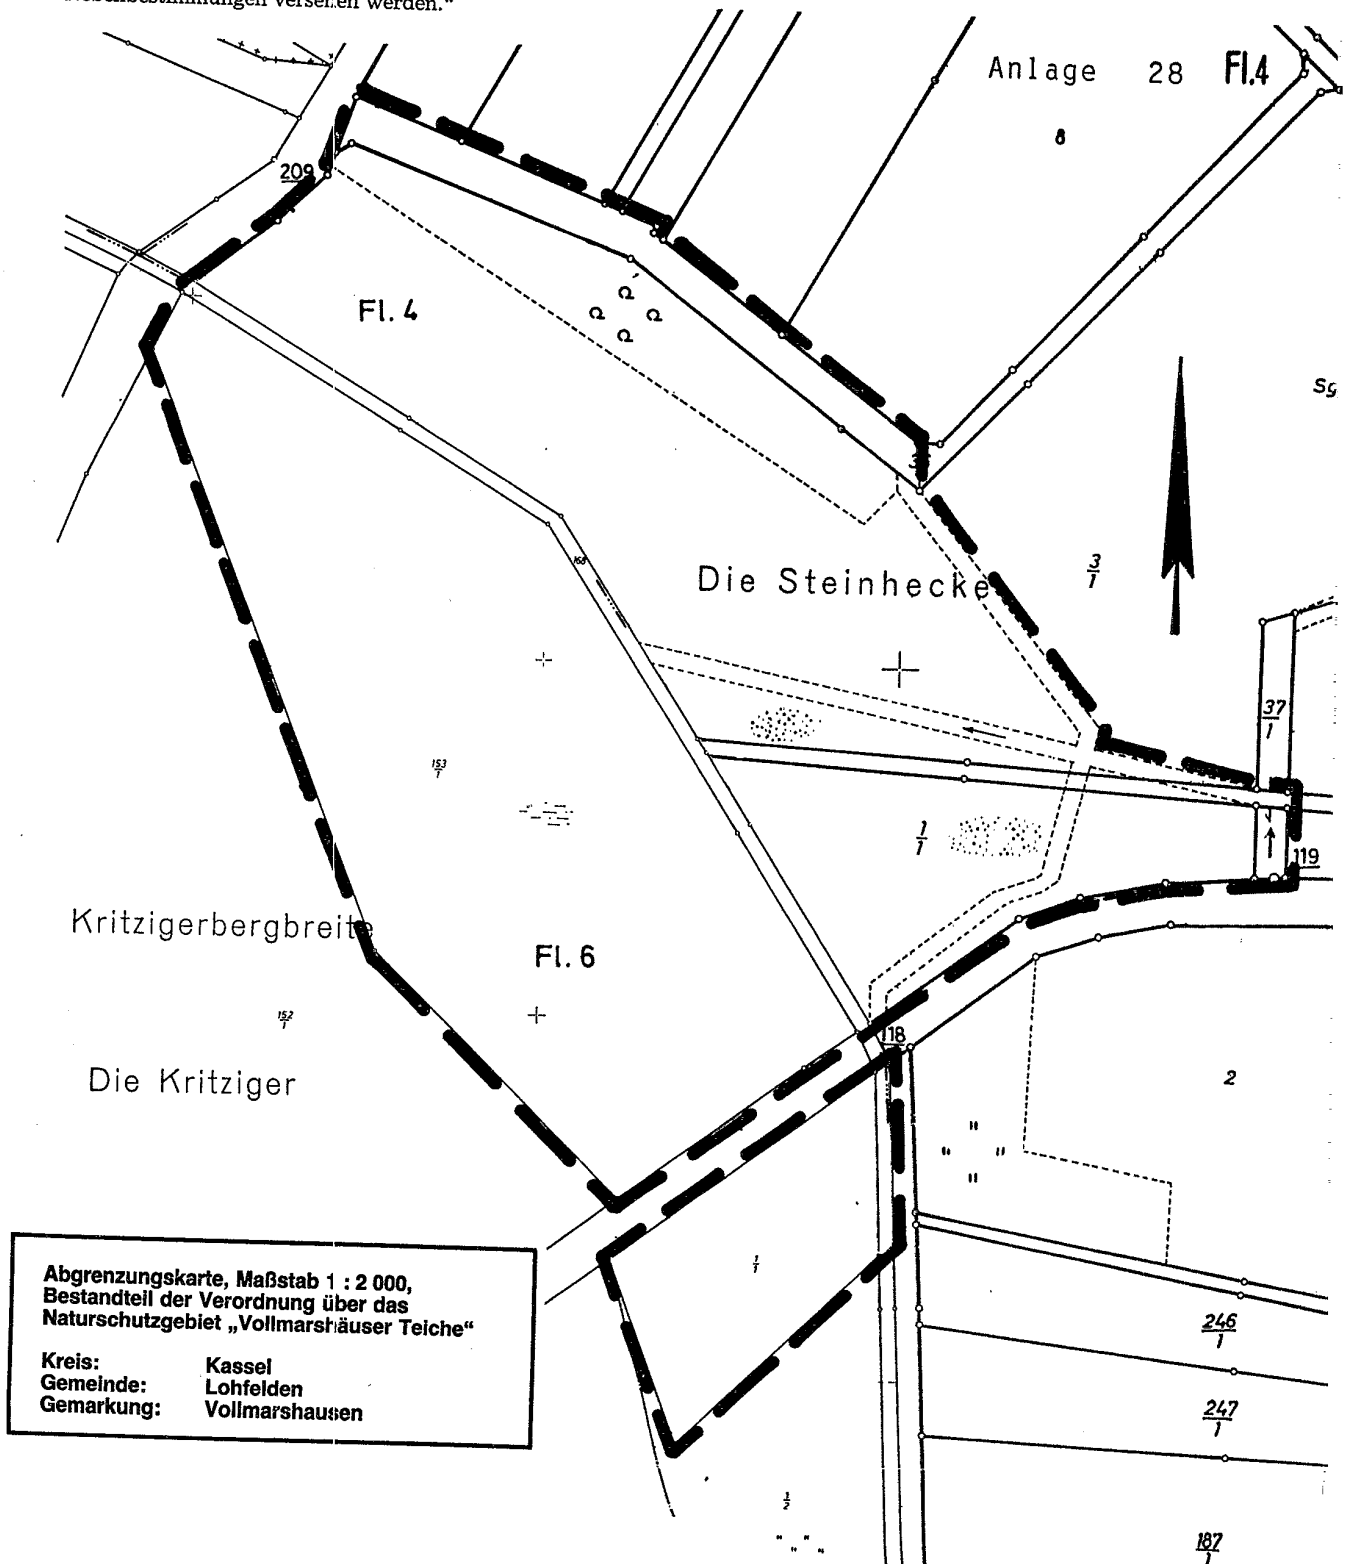 Nebenbestimmungen versehen werden."
Anlage 28 Fl.4
8
209
Fl. 4
Sg
3/1
Die Steinhecke
168
37/1
153/1
1/1
119
Kritzigerbergbreite
Fl. 6
152/1
118
Die Kritziger
2
1/1
Abgrenzungskarte, Maßstab 1 : 2 000,
Bestandteil der Verordnung über das
Naturschutzgebiet „Vollmarshäuser Teiche“
Kreis: Kassel
Gemeinde: Lohfelden
Gemarkung: Vollmarshausen
246/1
247/1
1/2
187/1